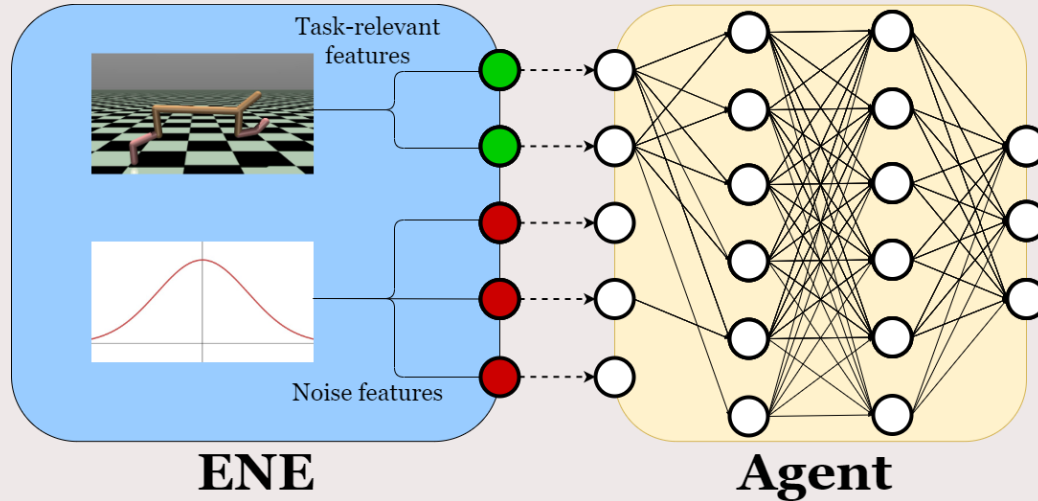 Task-relevant
features
Noise features
ENE
Agent